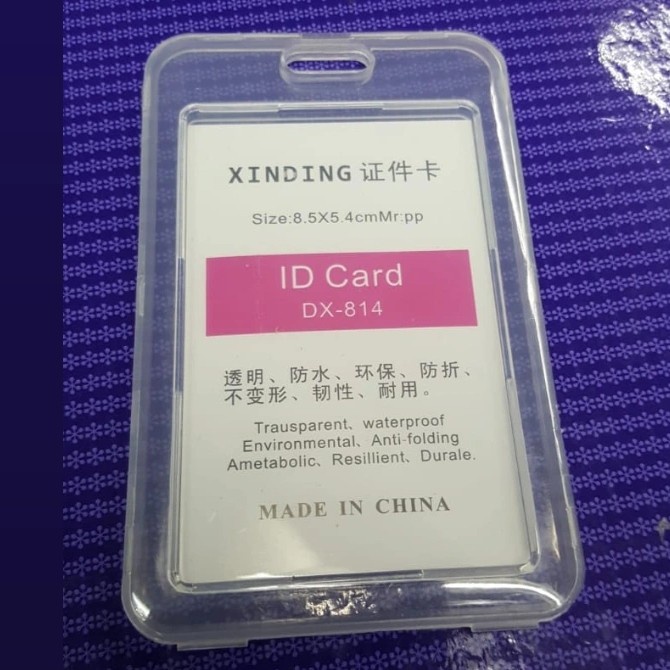 XINDING 证件卡
Size:8.5X5.4cmMr:pp
ID Card
DX-814
透明、防水、环保、防折、
不变形、韧性、耐用。
Transparent、waterproof
Environmental、Anti-folding
Ametabolic、Resillient、Durale.
MADE IN CHINA